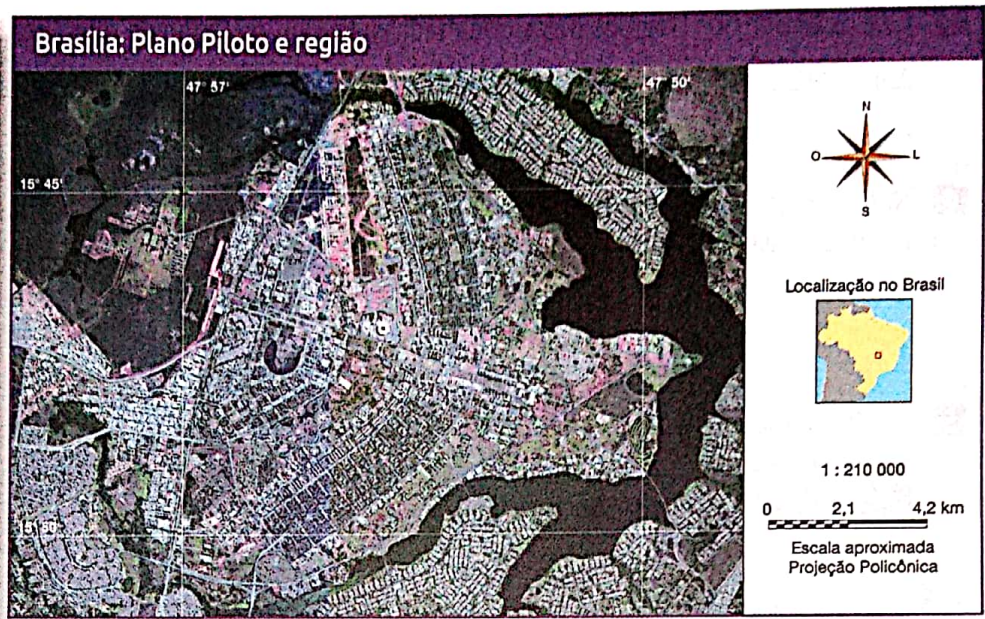 Brasília: Plano Piloto e região
47° 57'
47° 50'
15° 45'
15° 50'
N
O
L
S
Localização no Brasil
1 : 210 000
0 2,1 4,2 km
Escala aproximada
Projeção Policônica